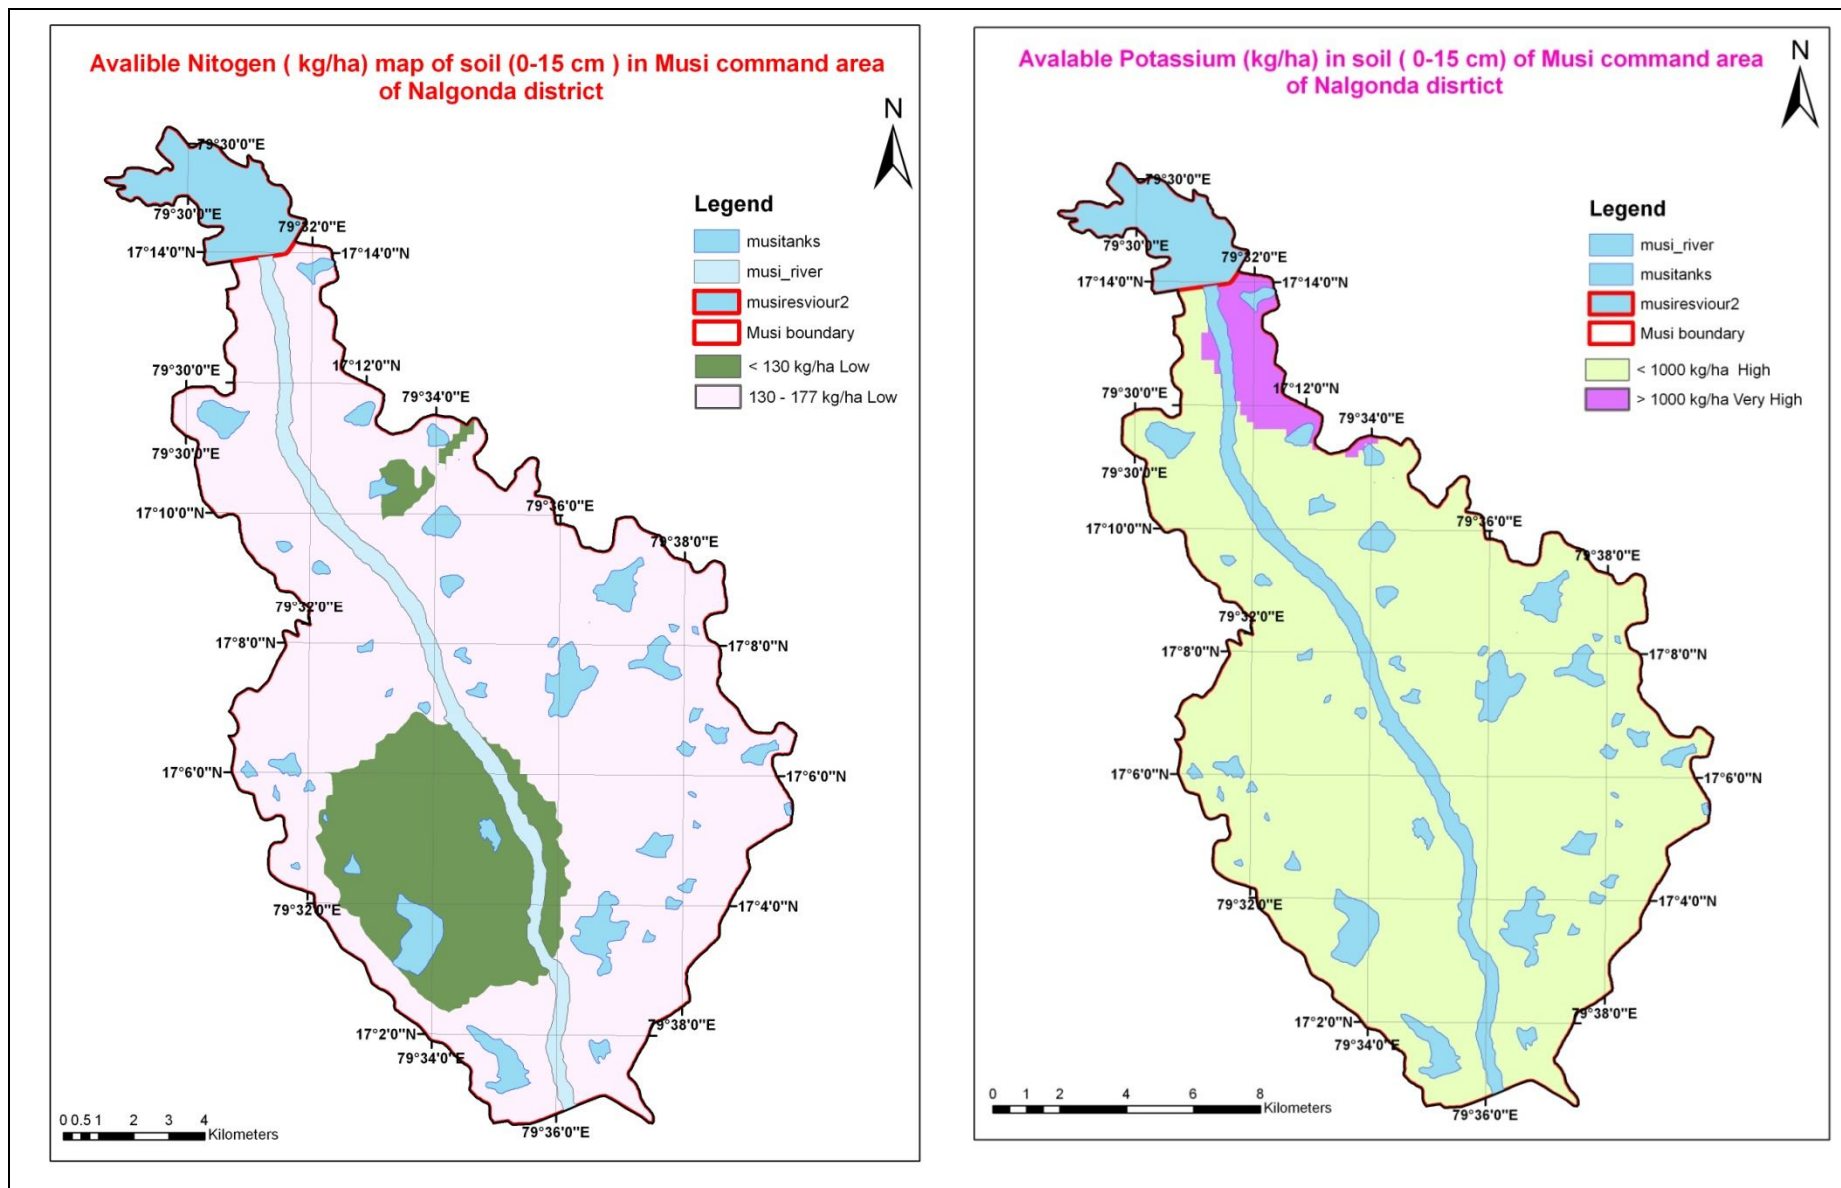 Avalible Nitogen ( kg/ha) map of soil (0-15 cm ) in Musi command area
of Nalgonda district
N
79°30'0"E
79°30'0"E
79°32'0"E
17°14'0"N
17°14'0"N
Legend
musitanks
musi_river
musiresviour2
Musi boundary
< 130 kg/ha Low
130 - 177 kg/ha Low
79°30'0"E
17°12'0"N
79°34'0"E
79°30'0"E
17°10'0"N
79°36'0"E
79°38'0"E
79°32'0"E
17°8'0"N
17°8'0"N
17°6'0"N
17°6'0"N
79°32'0"E
17°4'0"N
17°2'0"N
79°38'0"E
79°34'0"E
79°36'0"E
0 0.5 1 2 3 4
Kilometers
Avalable Potassium (kg/ha) in soil ( 0-15 cm) of Musi command area
of Nalgonda disrtict
N
79°30'0"E
79°30'0"E
79°32'0"E
17°14'0"N
17°14'0"N
Legend
musi_river
musitanks
musiresviour2
Musi boundary
< 1000 kg/ha High
> 1000 kg/ha Very High
79°30'0"E
17°12'0"N
79°34'0"E
79°30'0"E
17°10'0"N
79°36'0"E
79°38'0"E
79°32'0"E
17°8'0"N
17°8'0"N
17°6'0"N
17°6'0"N
79°32'0"E
17°4'0"N
17°2'0"N
79°38'0"E
79°34'0"E
79°36'0"E
0 1 2 4 6 8
Kilometers